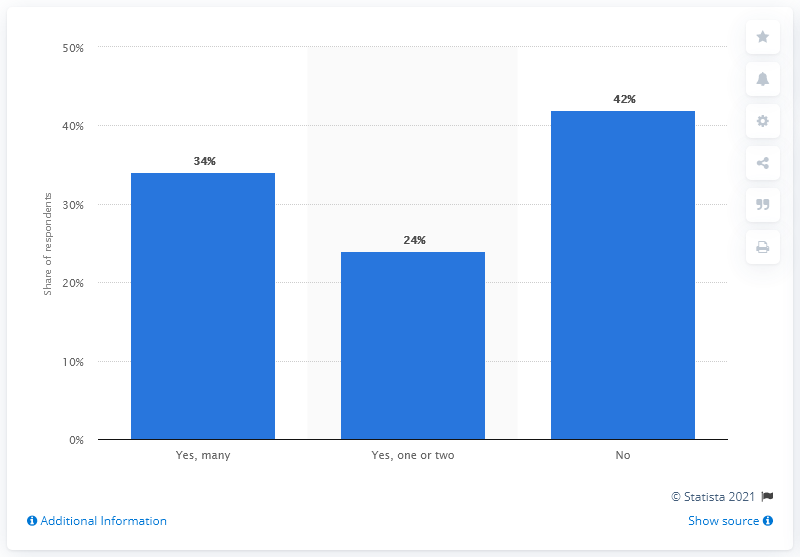 50%
40%
30%
20%
10%
0%
Share of respondents
34%
24%
42%
Yes, many
Yes, one or two
No
© Statista 2021
Additional Information
Show source